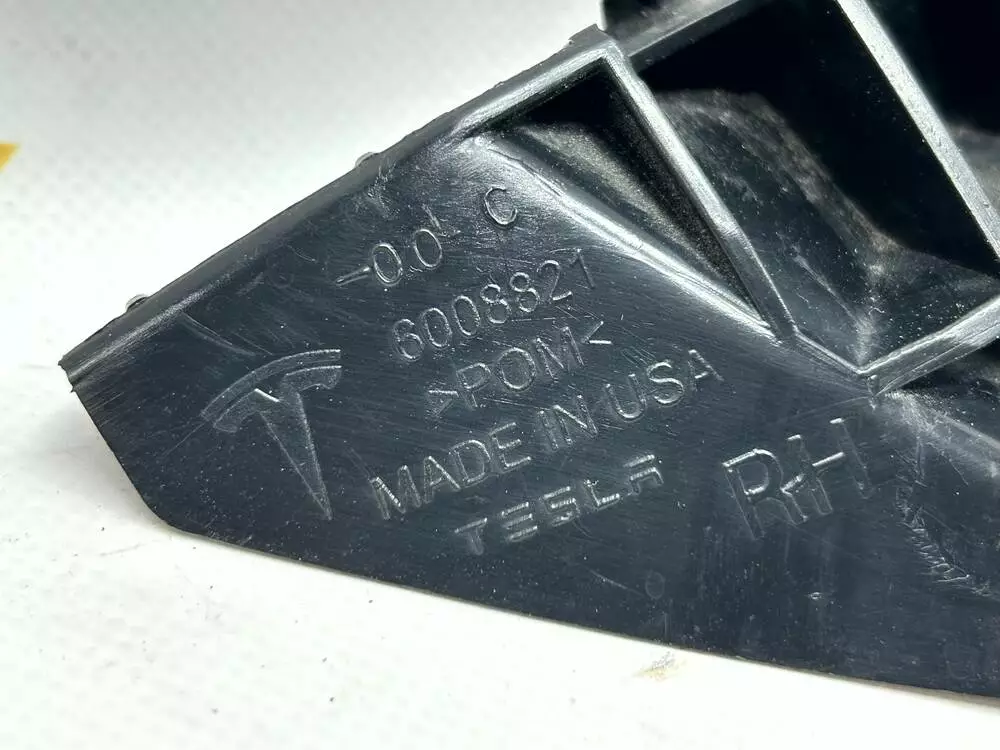 -00 C
6008821
>POM<
MADE IN USA
TESLA
RH